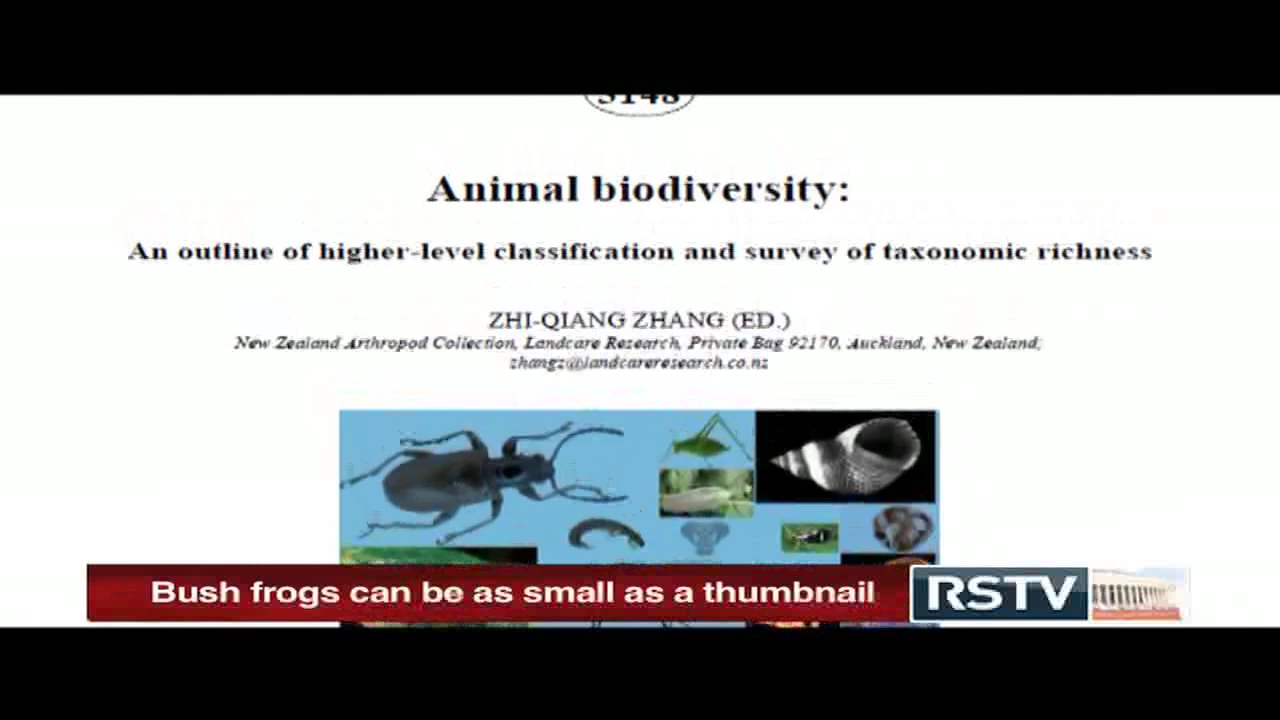 3148
Animal biodiversity:
An outline of higher-level classification and survey of taxonomic richness
ZHI-QIANG ZHANG (ED.)
New Zealand Arthropod Collection, Landcare Research, Private Bag 92170, Auckland, New Zealand;
zhangz@landcareresearch.co.nz
Bush frogs can be as small as a thumbnail
RSTV